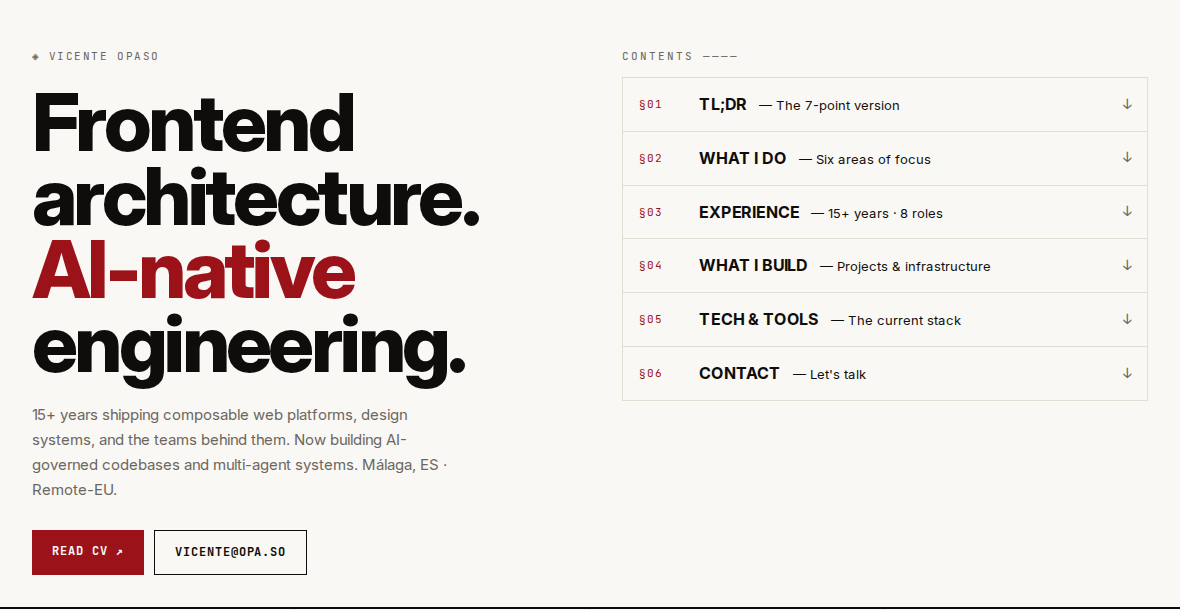 ◈ VICENTE OPASO
Frontend
architecture.
AI-native
engineering.
15+ years shipping composable web platforms, design
systems, and the teams behind them. Now building AI-
governed codebases and multi-agent systems. Málaga, ES ·
Remote-EU.
READ CV ↗
VICENTE@OPA.SO
CONTENTS ————
§01 TL;DR — The 7-point version ↓
§02 WHAT I DO — Six areas of focus ↓
§03 EXPERIENCE — 15+ years · 8 roles ↓
§04 WHAT I BUILD — Projects & infrastructure ↓
§05 TECH & TOOLS — The current stack ↓
§06 CONTACT — Let's talk ↓